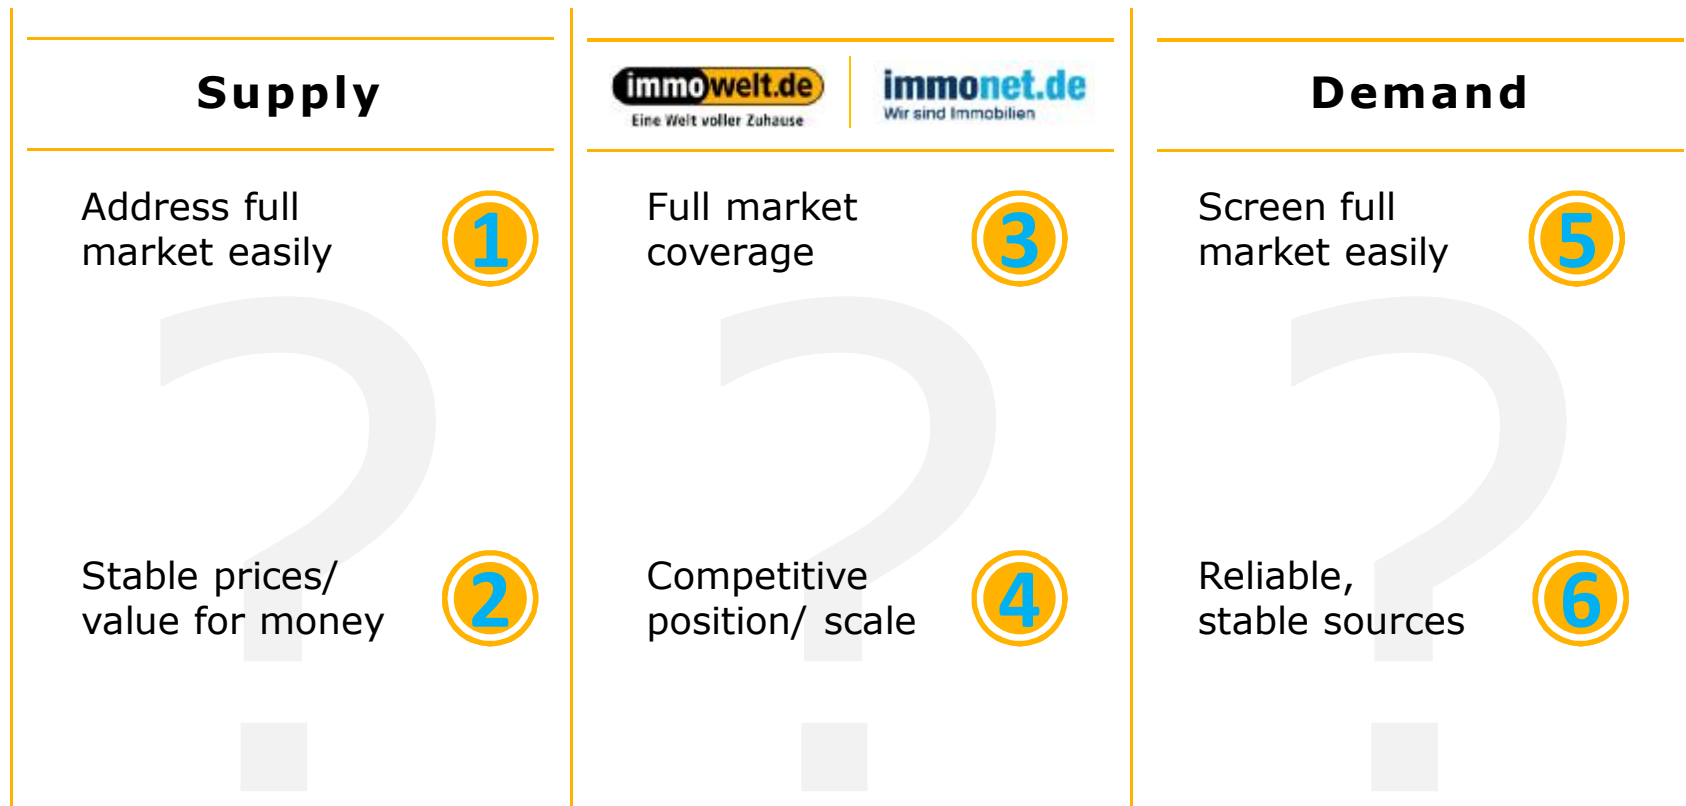 Supply
Address full
market easily
1
Stable prices/
value for money
2
immowelt.de
Eine Welt voller Zuhause
immonet.de
Wir sind Immobilien
Full market
coverage
3
Competitive
position/ scale
4
Demand
Screen full
market easily
5
Reliable,
stable sources
6
?
?
?